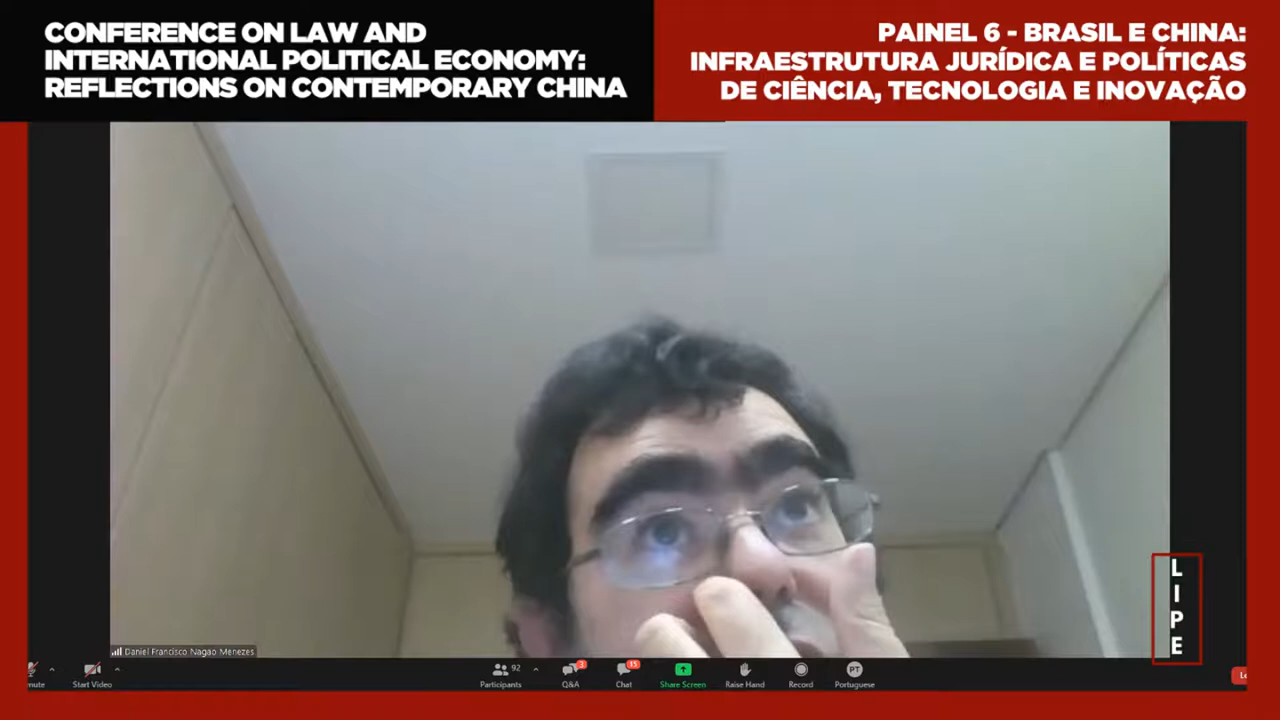 CONFERENCE ON LAW AND
INTERNATIONAL POLITICAL ECONOMY:
REFLECTIONS ON CONTEMPORARY CHINA
PAINEL 6 - BRASIL E CHINA:
INFRAESTRUTURA JURÍDICA E POLÍTICAS
DE CIÊNCIA, TECNOLOGIA E INOVAÇÃO
L
I
P
E
Daniel Francisco Nagao Menezes
92
3
15
PT
Start Video
Participants
Q&A
Chat
Share Screen
Raise Hand
Record
Portuguese